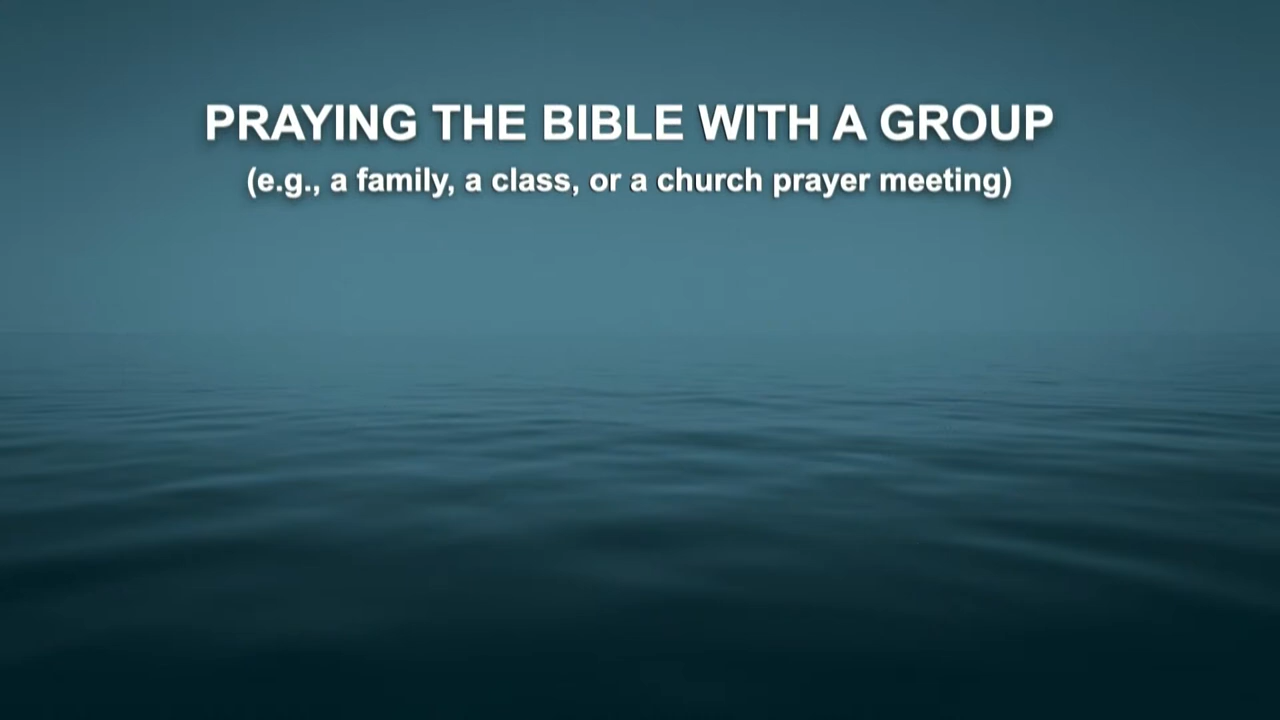 PRAYING THE BIBLE WITH A GROUP
(e.g., a family, a class, or a church prayer meeting)